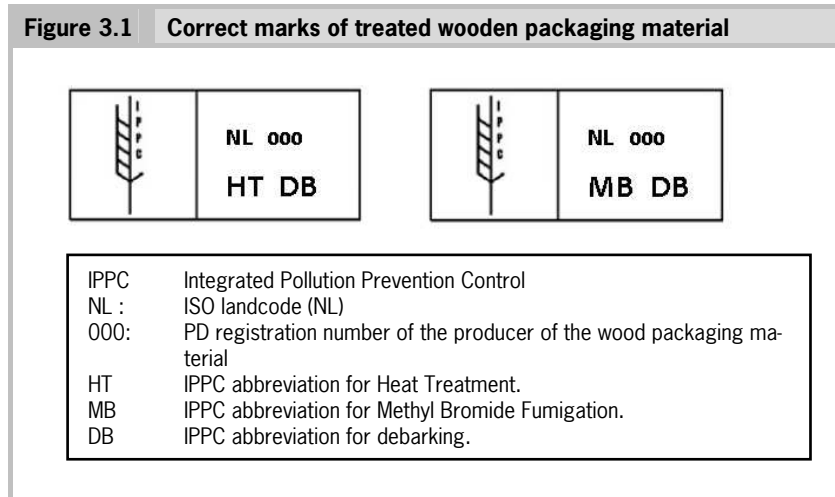 Figure 3.1 Correct marks of treated wooden packaging material
IPPC
NL 000
HT DB
IPPC
NL 000
MB DB
IPPC Integrated Pollution Prevention Control
NL : ISO landcode (NL)
000: PD registration number of the producer of the wood packaging ma-
terial
HT IPPC abbreviation for Heat Treatment.
MB IPPC abbreviation for Methyl Bromide Fumigation.
DB IPPC abbreviation for debarking.